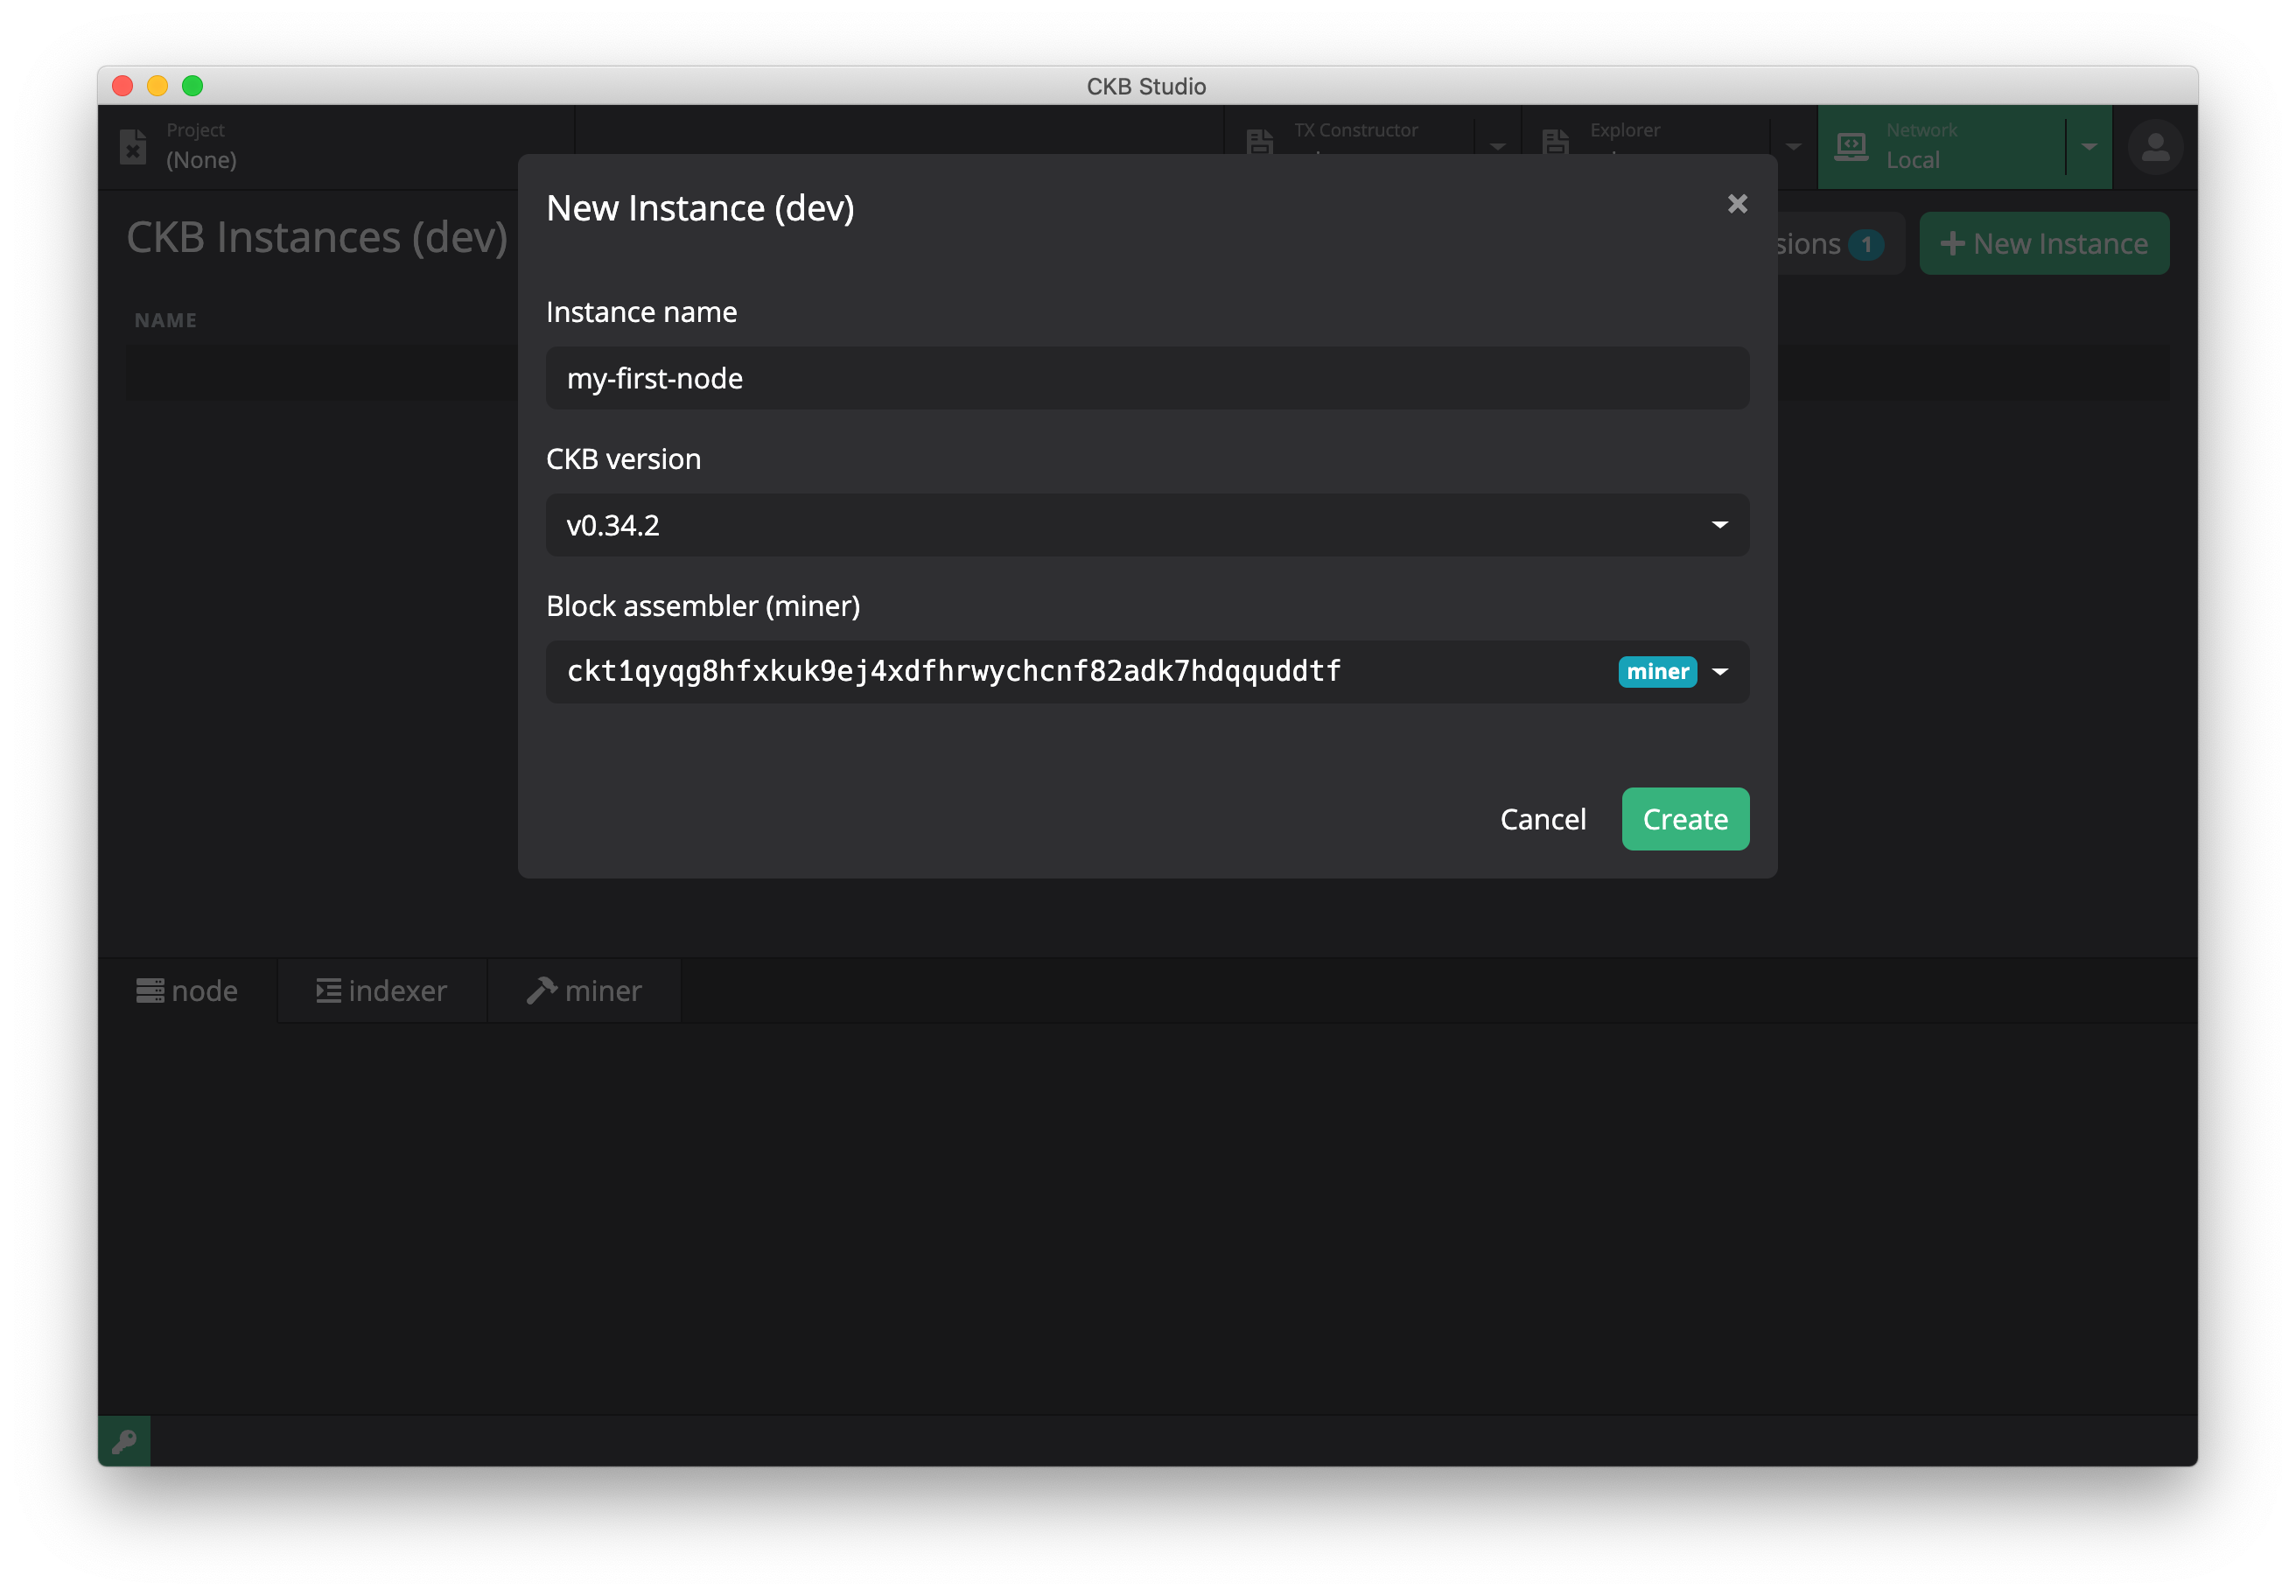 CKB Studio
Project
(None)
TX Constructor
Explorer
Network
Local
CKB Instances (dev)
1
New Instance
NAME
New Instance (dev)
Instance name
my-first-node
CKB version
v0.34.2
Block assembler (miner)
ckt1qyqg8hfxkuk9ej4xdfhrwychcnf82adk7hdqquddtf
miner
Cancel
Create
node
indexer
miner